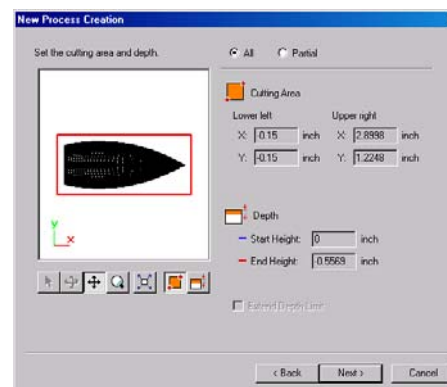 New Process Creation
Set the cutting area and depth.
All Partial
Cutting Area
Lower left Upper right
X: -0.15 inch X: 2.8998 inch
Y: -0.15 inch Y: 1.2248 inch
Depth
Start Height: 0 inch
End Height: -0.5569 inch
Extend Depth Limit
Y
X
< Back Next > Cancel